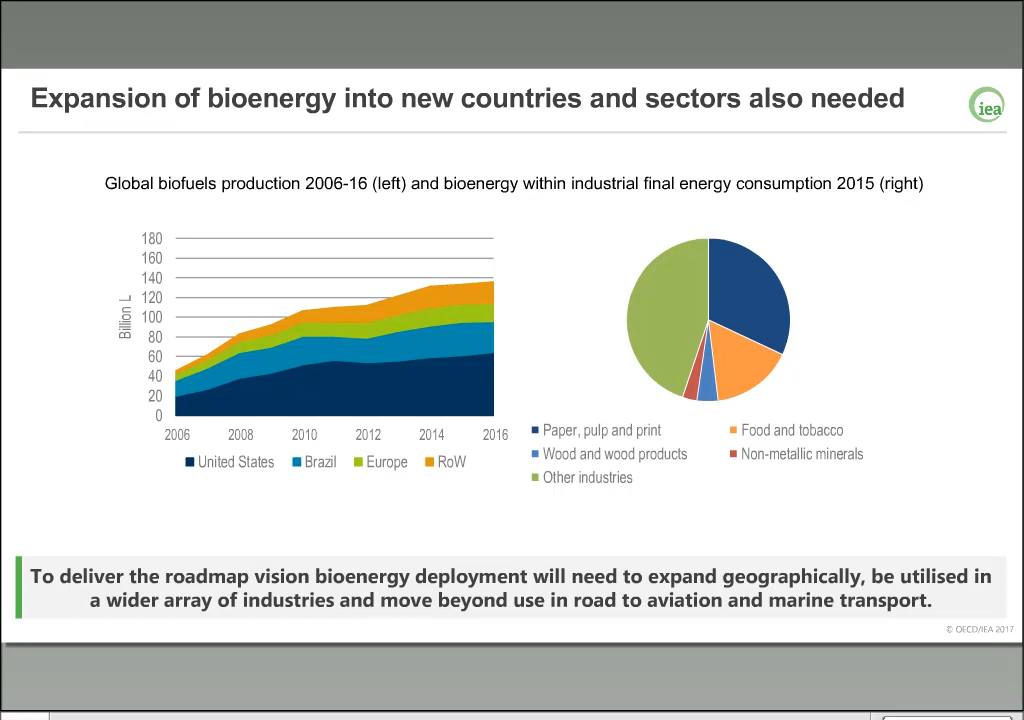 Expansion of bioenergy into new countries and sectors also needed
iea
Global biofuels production 2006-16 (left) and bioenergy within industrial final energy consumption 2015 (right)
180
160
140
120
100
80
60
40
20
0
Billion L
2006 2008 2010 2012 2014 2016
United States Brazil Europe RoW
Paper, pulp and print Food and tobacco
Wood and wood products Non-metallic minerals
Other industries
To deliver the roadmap vision bioenergy deployment will need to expand geographically, be utilised in
a wider array of industries and move beyond use in road to aviation and marine transport.
© OECD/IEA 2017